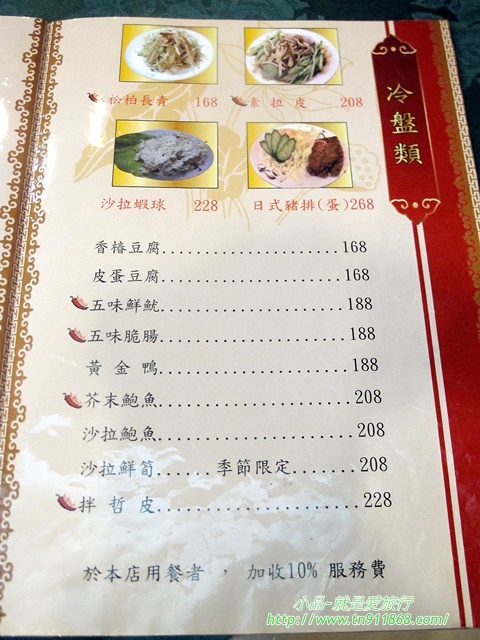 冷盤類
松柏長青 168
素拉皮 208
沙拉蝦球 228
日式豬排(蛋)268
香椿豆腐......................168
皮蛋豆腐......................168
五味鮮魷......................188
五味脆腸......................188
黃金鴨......................188
芥末鮑魚......................208
沙拉鮑魚......................208
沙拉鮮筍......季節限定.......208
拌哲皮......................228
於本店用餐者 , 加收10% 服務費
小品~就是愛旅行
http://www.tn911868.com/